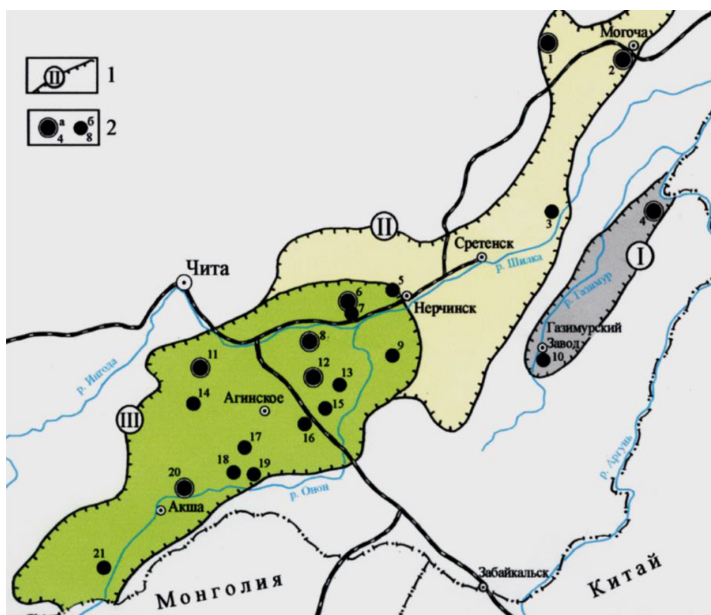 II 1
а б 2
4 8
Могоча
1
2
3
4
II
Сретенск
р. Шилка
I
Чита
5
6
7
Нерчинск
р. Газимур
Газимурский
Завод
10
8
9
11
12
13
р. Ингода
14
Агинское
15
16
III
17
18
19
20
р. Онон
р. Аргунь
Акша
21
Забайкальск
Монголия
Китай